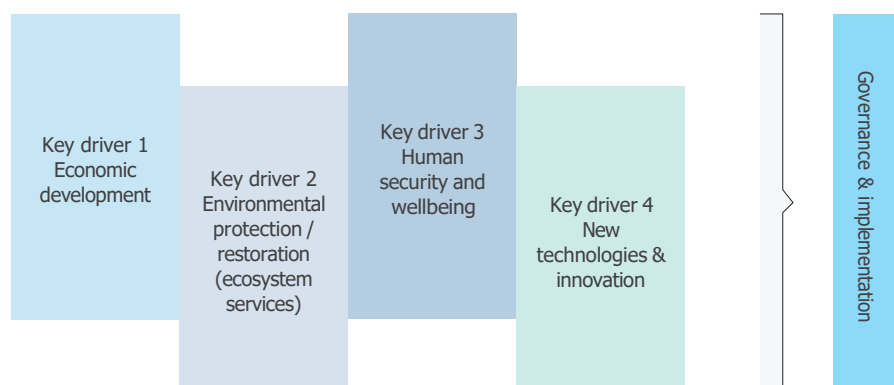 Key driver 1
Economic
development
Key driver 2
Environmental
protection /
restoration
(ecosystem
services)
Key driver 3
Human
security and
wellbeing
Key driver 4
New
technologies &
innovation
Governance & implementation